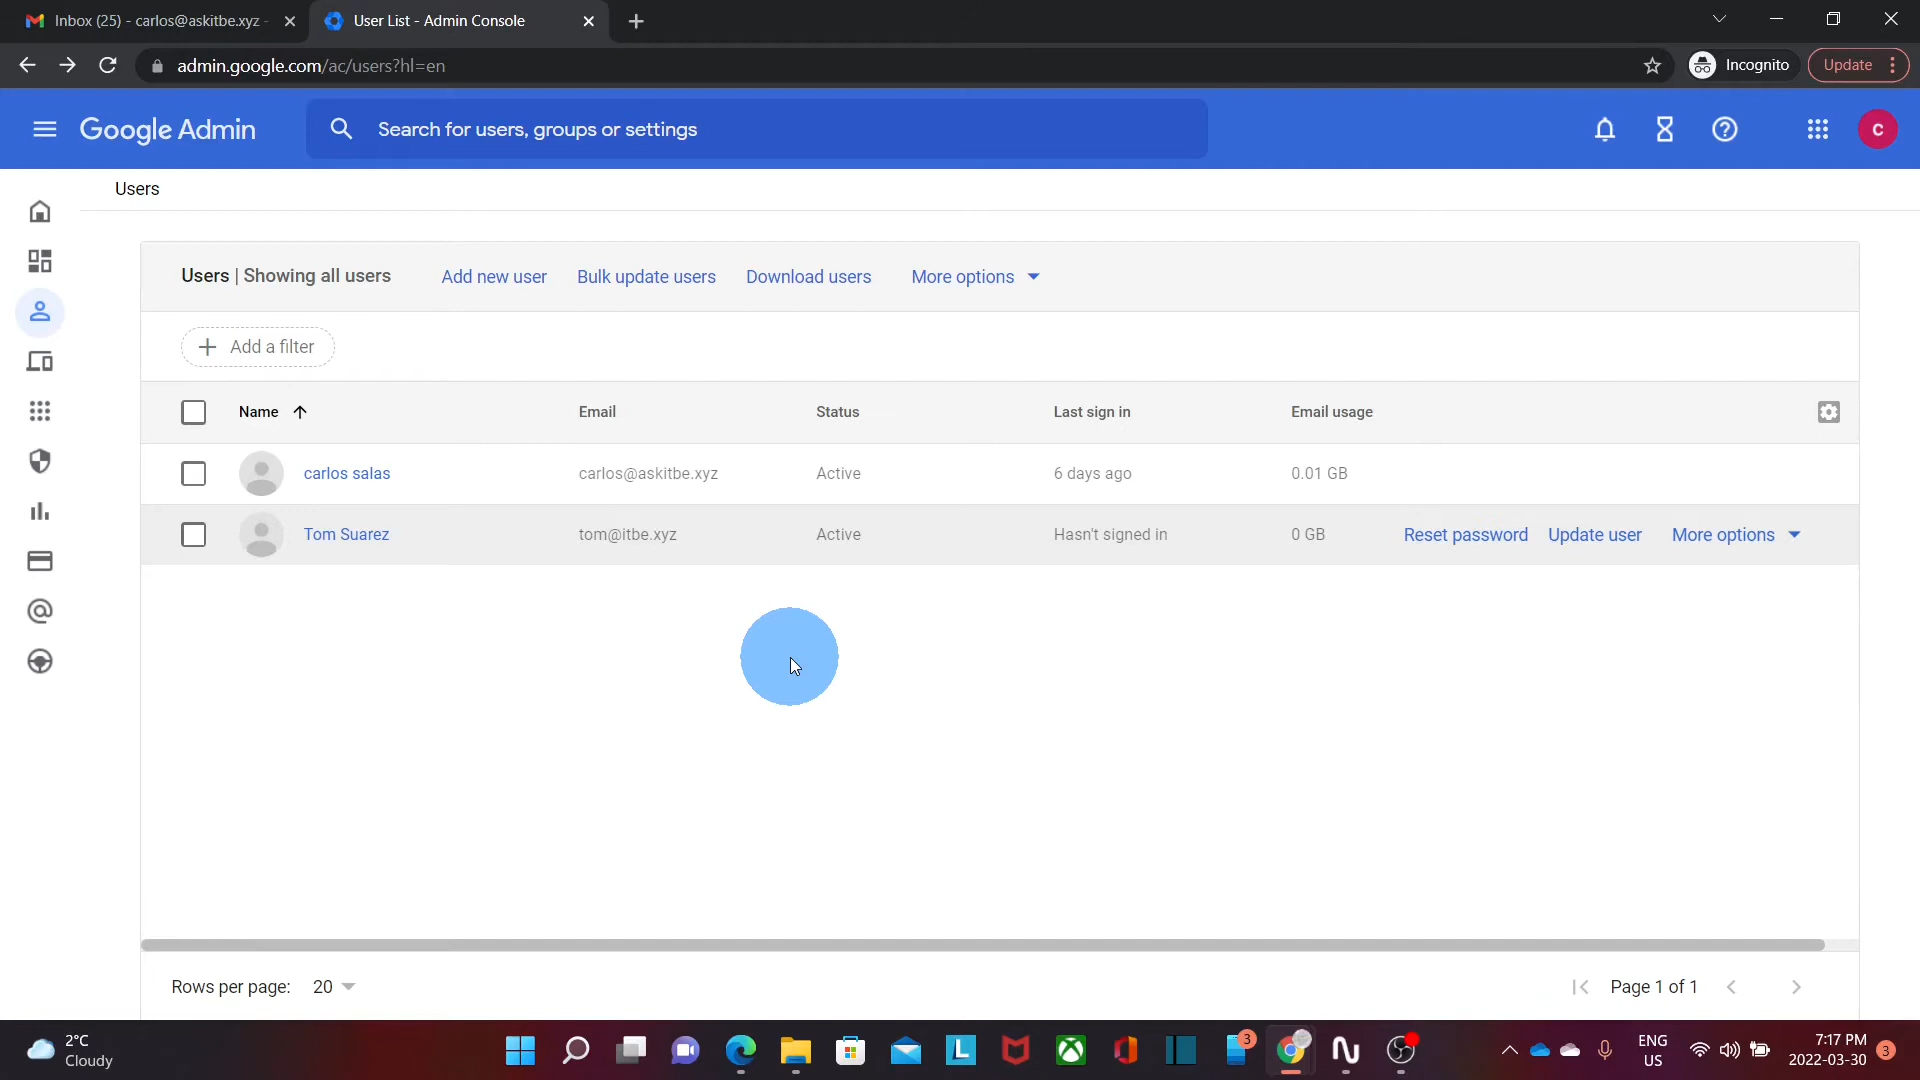 Inbox (25) - carlos@askitbe.xyz -
User List - Admin Console
admin.google.com/ac/users?hl=en
Incognito
Update
Google Admin
Search for users, groups or settings
C
Users
Users | Showing all users
Add new user
Bulk update users
Download users
More options
Add a filter
Name
Email
Status
Last sign in
Email usage
carlos salas
carlos@askitbe.xyz
Active
6 days ago
0.01 GB
Tom Suarez
tom@itbe.xyz
Active
Hasn't signed in
0 GB
Reset password
Update user
More options
Rows per page:
20
Page 1 of 1
2°C
Cloudy
L
3
ENG
US
7:17 PM
2022-03-30
3